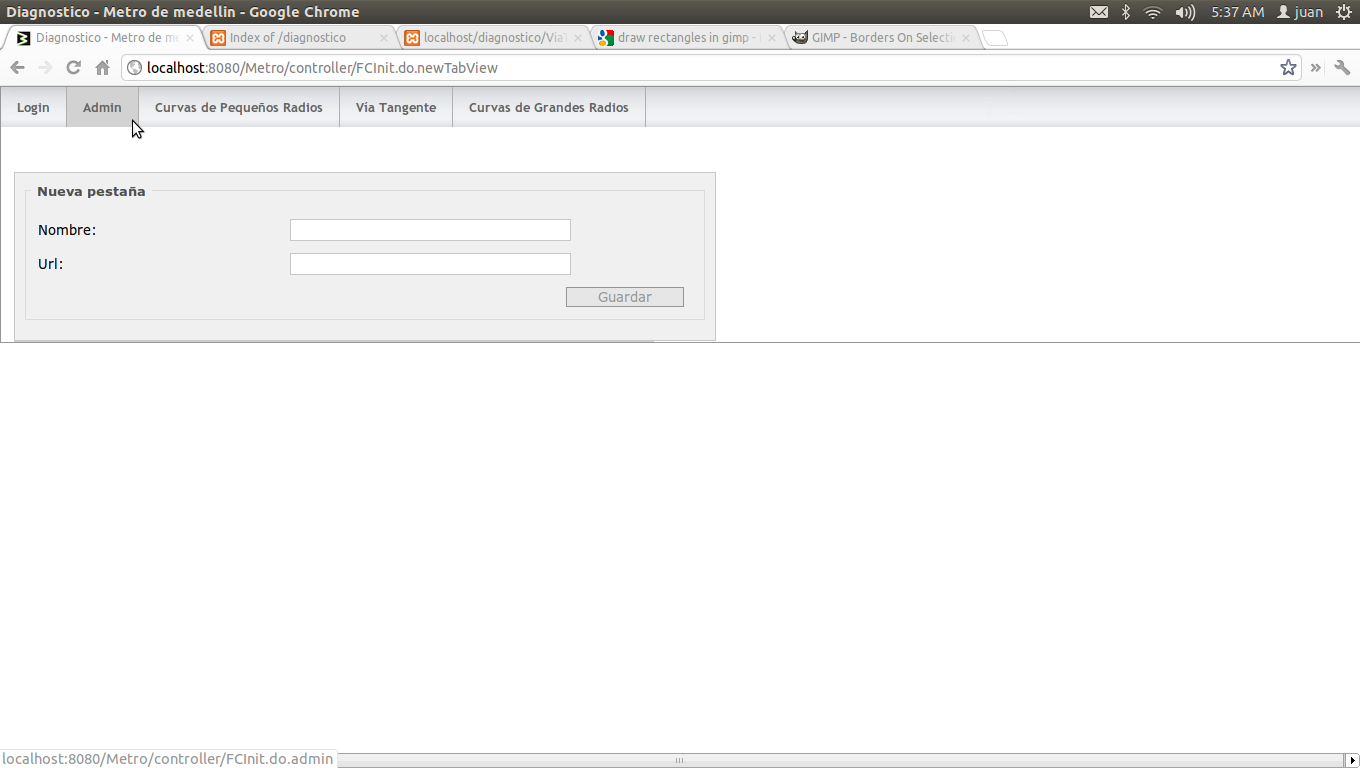 Diagnostico - Metro de medellin - Google Chrome
5:37 AM juan
Diagnostico - Metro de me
Index of /diagnostico
localhost/diagnostico/ViaT
draw rectangles in gimp -
GIMP - Borders On Selecti
localhost:8080/Metro/controller/FCInit.do.newTabView
Login Admin Curvas de Pequeños Radios Vía Tangente Curvas de Grandes Radios
Nueva pestaña
Nombre:
Url:
Guardar
localhost:8080/Metro/controller/FCInit.do.admin